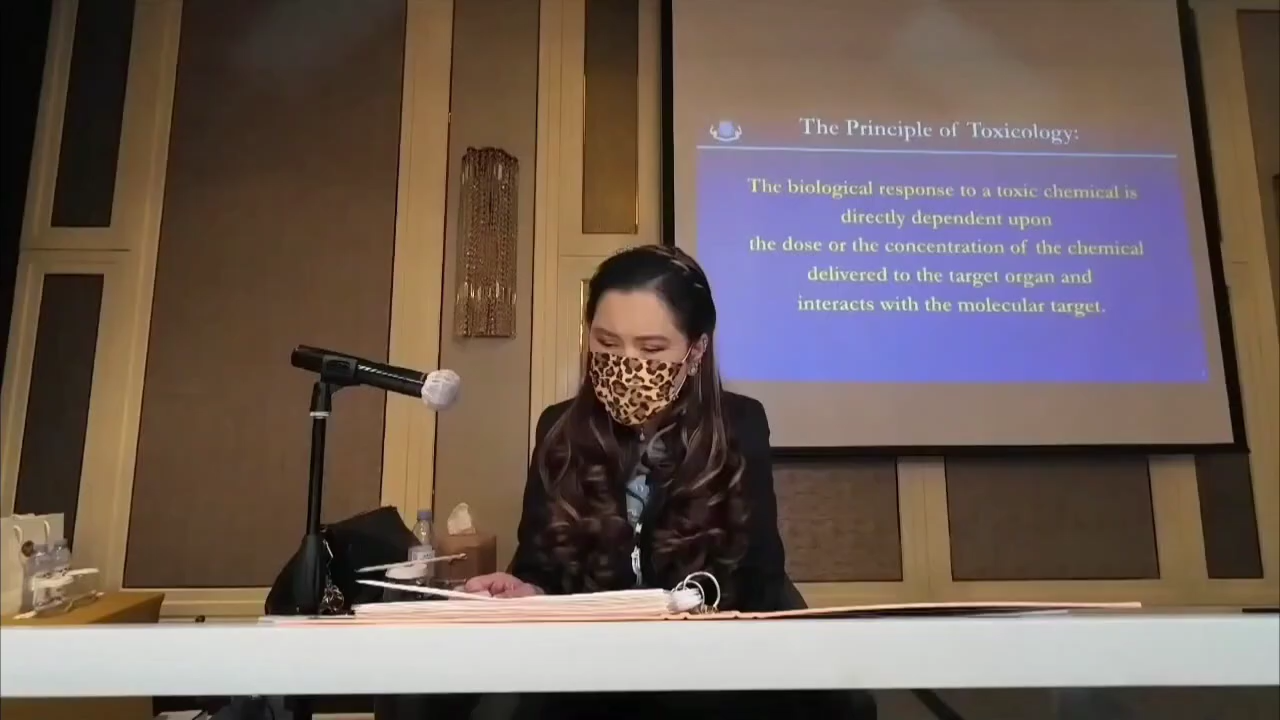 The Principle of Toxicology:
The biological response to a toxic chemical is
directly dependent upon
the dose or the concentration of the chemical
delivered to the target organ and
interacts with the molecular target.